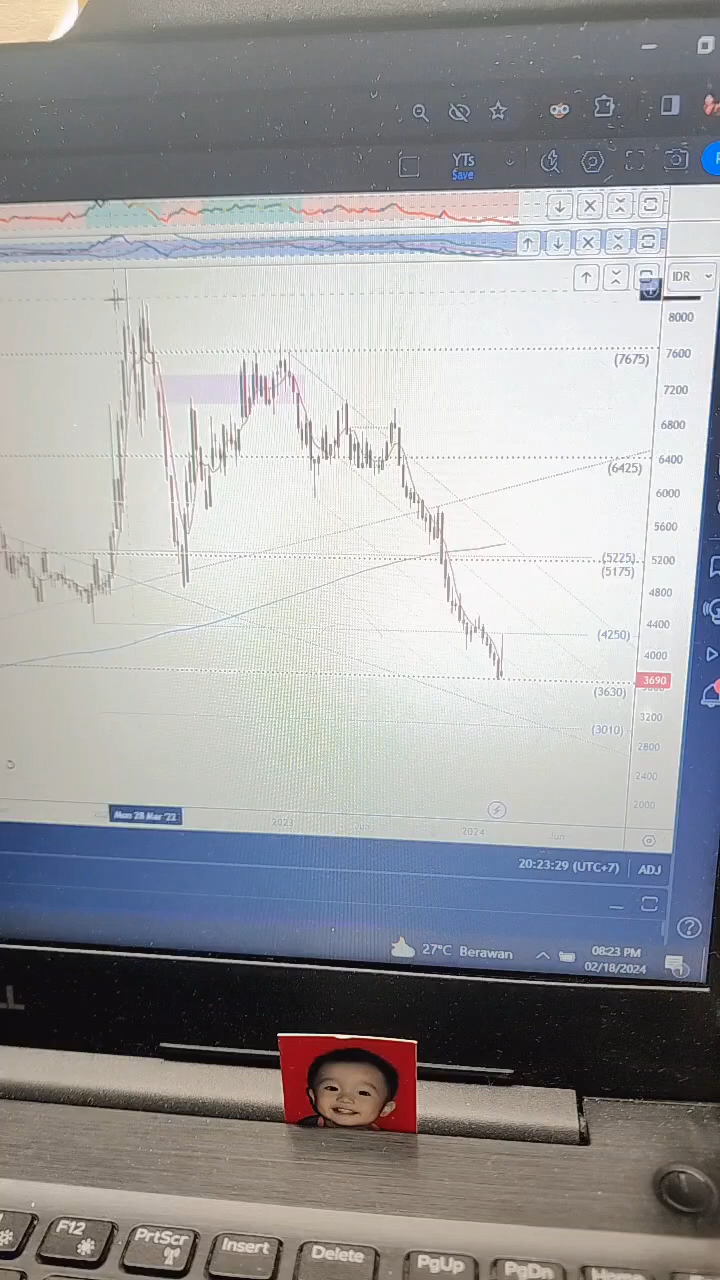 YTs
Save
IDR
8000
(7675)
7600
7200
6800
6400
(6425)
6000
5600
(5225)
5200
(5175)
4800
4400
(4250)
4000
3690
(3630)
3200
(3010)
2800
2400
2000
Mon 28 Mar '22
2023
Jun
2024
Jun
20:23:29 (UTC+7)
ADJ
27°C Berawan
08:23 PM
02/18/2024
F12
PrtScr
Insert
Delete
PgUp
PgDn